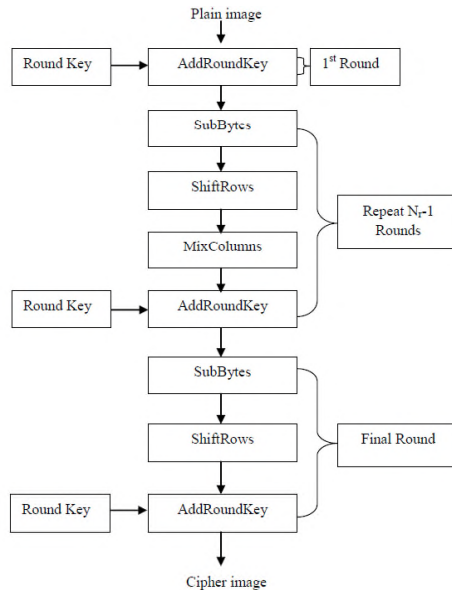 Plain image
Round Key
AddRoundKey
1st Round
SubBytes
ShiftRows
MixColumns
Repeat Nr-1
Rounds
Round Key
AddRoundKey
SubBytes
ShiftRows
Final Round
Round Key
AddRoundKey
Cipher image